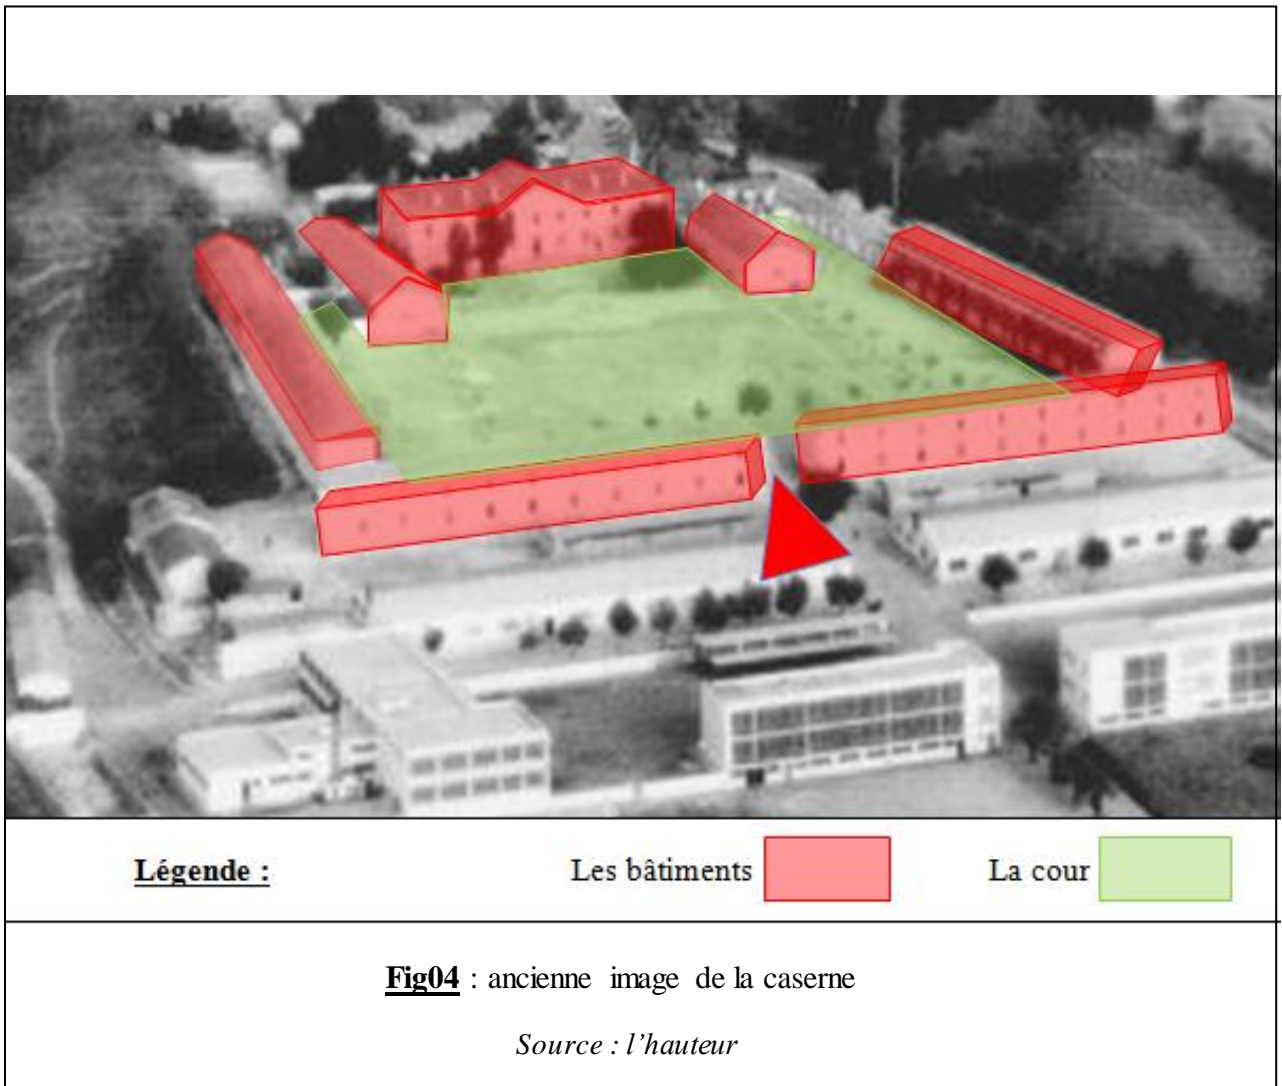 Légende : Les bâtiments La cour
Fig04 : ancienne image de la caserne
Source : l’hauteur